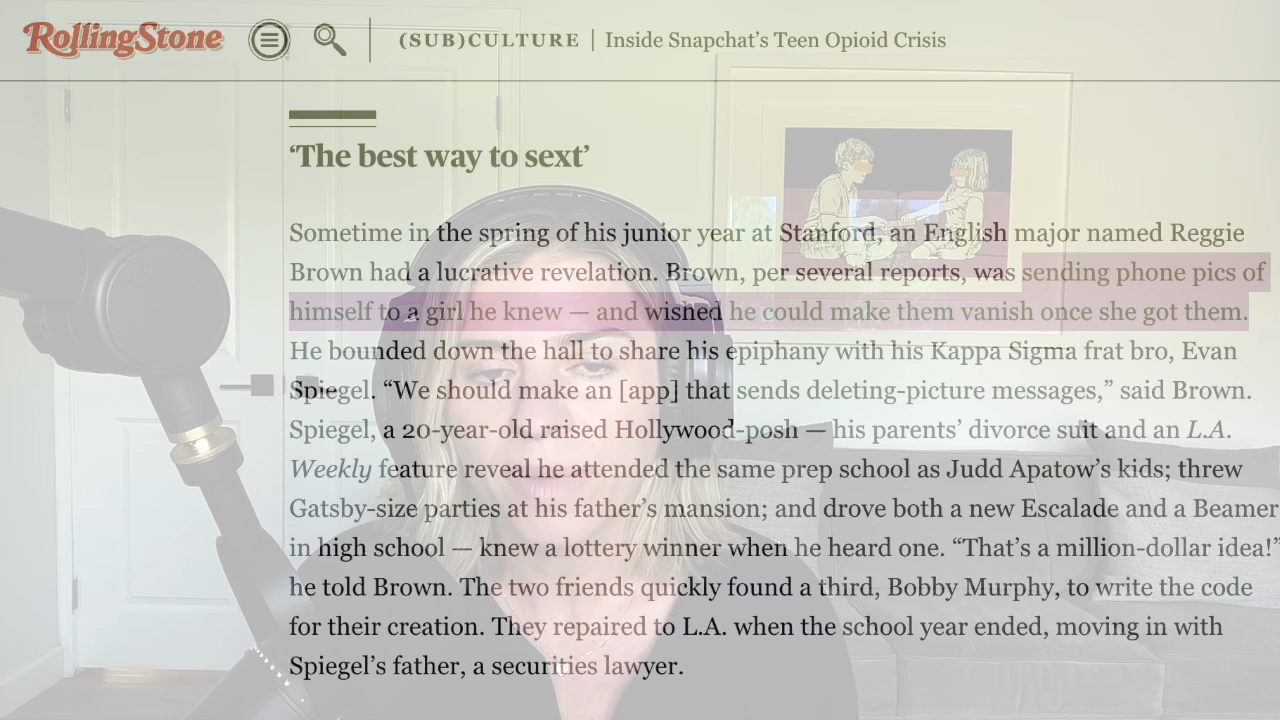 RollingStone
(SUB)CULTURE | Inside Snapchat’s Teen Opioid Crisis
‘The best way to sext’
Sometime in the spring of his junior year at Stanford, an English major named Reggie
Brown had a lucrative revelation. Brown, per several reports, was sending phone pics of
himself to a girl he knew — and wished he could make them vanish once she got them.
He bounded down the hall to share his epiphany with his Kappa Sigma frat bro, Evan
Spiegel. “We should make an [app] that sends deleting-picture messages,” said Brown.
Spiegel, a 20-year-old raised Hollywood-posh — his parents’ divorce suit and an L.A.
Weekly feature reveal he attended the same prep school as Judd Apatow’s kids; threw
Gatsby-size parties at his father’s mansion; and drove both a new Escalade and a Beamer
in high school — knew a lottery winner when he heard one. “That’s a million-dollar idea!”
he told Brown. The two friends quickly found a third, Bobby Murphy, to write the code
for their creation. They repaired to L.A. when the school year ended, moving in with
Spiegel’s father, a securities lawyer.